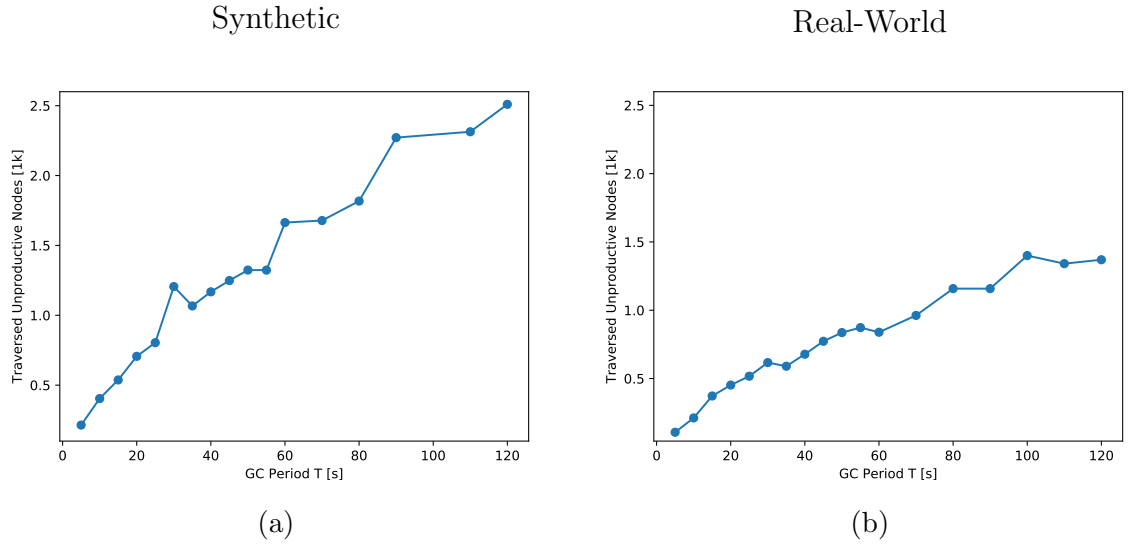 Synthetic
Real-World
2.5
2.0
1.5
1.0
0.5
Traversed Unproductive Nodes [1k]
0 20 40 60 80 100 120
GC Period T [s]
(a)
2.5
2.0
1.5
1.0
0.5
Traversed Unproductive Nodes [1k]
0 20 40 60 80 100 120
GC Period T [s]
(b)